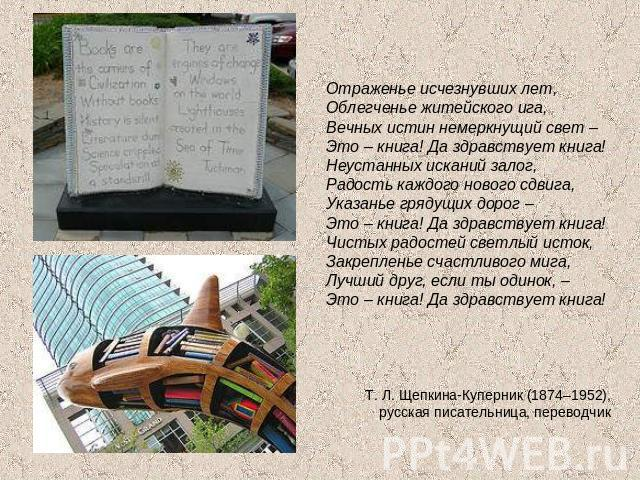 Books are
the carriers of
Civilization
Without books
History is silent
Literature dumb
Science crippled
Speculation at
a standstill
They are
engines of change
Windows
on the world
Lighthouses
erected in the
Sea of Time
Tuchman
Отраженье исчезнувших лет,
Облегченье житейского ига,
Вечных истин немеркнущий свет –
Это – книга! Да здравствует книга!
Неустанных исканий залог,
Радость каждого нового сдвига,
Указанье грядущих дорог –
Это – книга! Да здравствует книга!
Чистых радостей светлый исток,
Закрепленье счастливого мига,
Лучший друг, если ты одинок, –
Это – книга! Да здравствует книга!
Т. Л. Щепкина-Куперник (1874–1952),
русская писательница, переводчик
PPt4WEB.ru